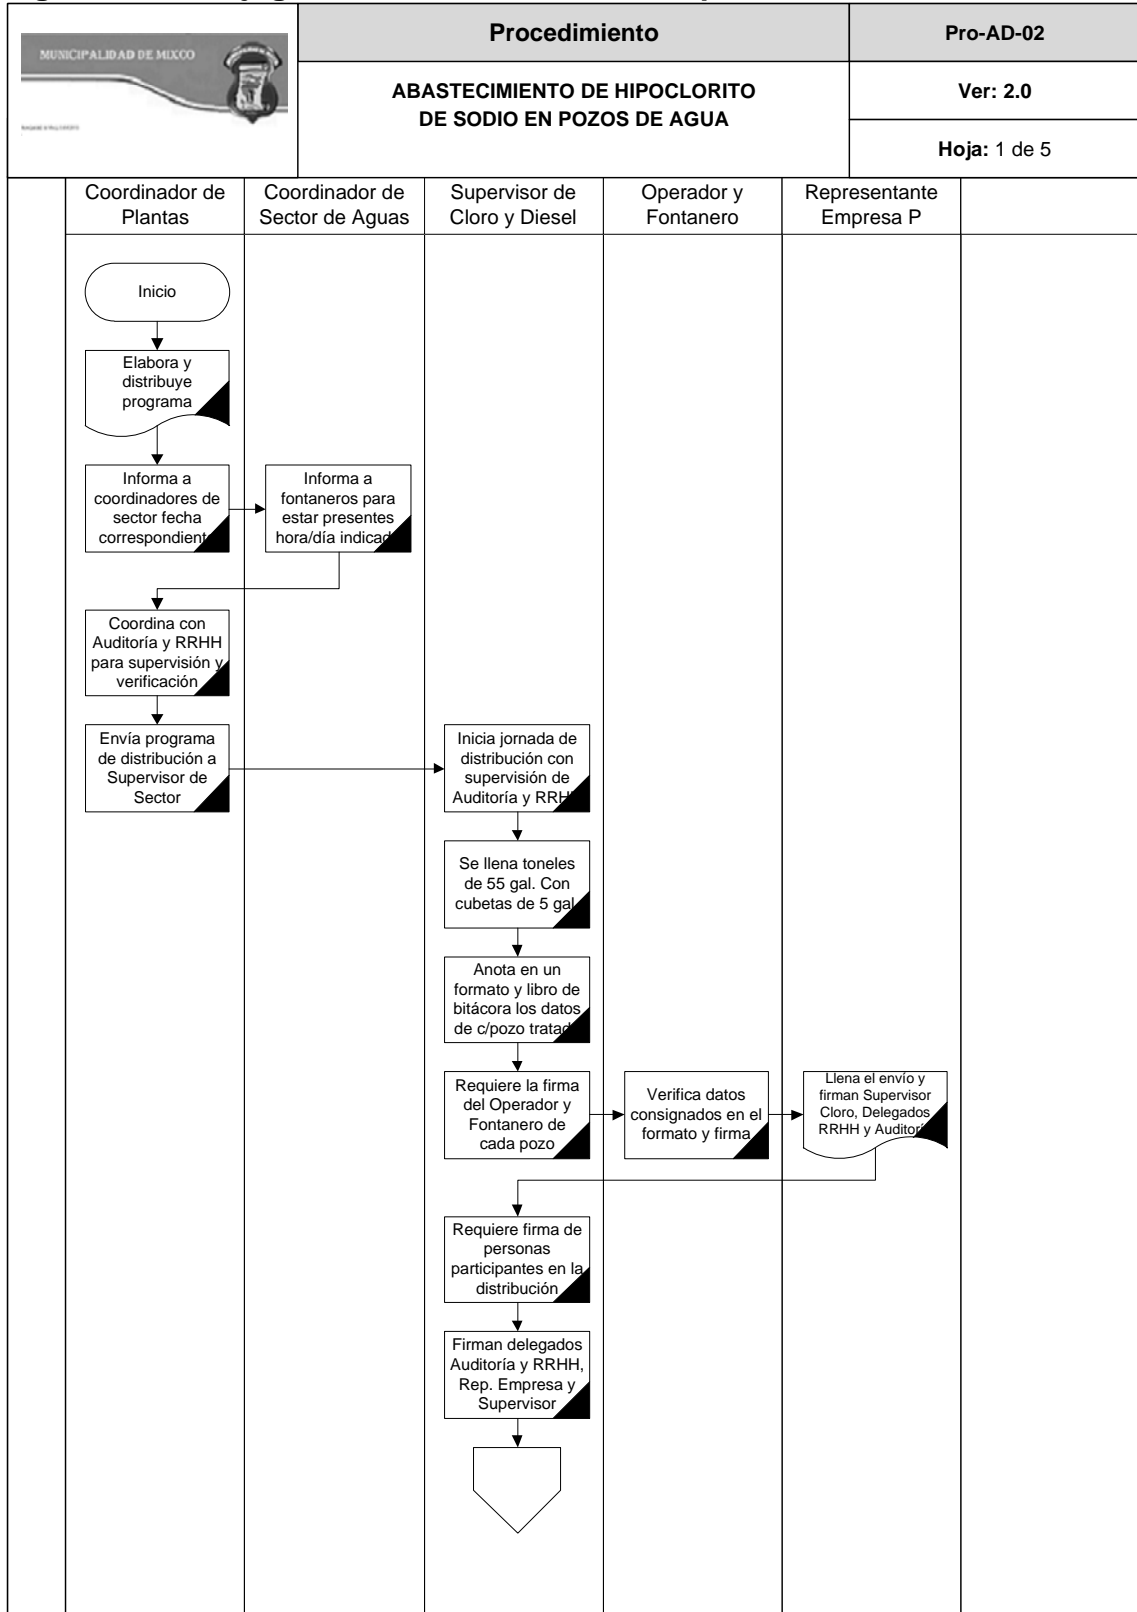 MUNICIPALIDAD DE MIXCO
Procedimiento
Pro-AD-02
ABASTECIMIENTO DE HIPOCLORITO
DE SODIO EN POZOS DE AGUA
Ver: 2.0
Hoja: 1 de 5
Coordinador de
Plantas
Coordinador de
Sector de Aguas
Supervisor de
Cloro y Diesel
Operador y
Fontanero
Representante
Empresa P
Inicio
Elabora y
distribuye
programa
Informa a
coordinadores de
sector fecha
correspondiente
Informa a
fontaneros para
estar presentes
hora/día indicad
Coordina con
Auditoría y RRHH
para supervisión y
verificación
Envía programa
de distribución a
Supervisor de
Sector
Inicia jornada de
distribución con
supervisión de
Auditoría y RRHH
Se llena toneles
de 55 gal. Con
cubetas de 5 gal
Anota en un
formato y libro de
bitácora los datos
de c/pozo tratad
Requiere la firma
del Operador y
Fontanero de
cada pozo
Verifica datos
consignados en el
formato y firma
Llena el envío y
firman Supervisor
Cloro, Delegados
RRHH y Auditoría
Requiere firma de
personas
participantes en la
distribución
Firman delegados
Auditoría y RRHH,
Rep. Empresa y
Supervisor